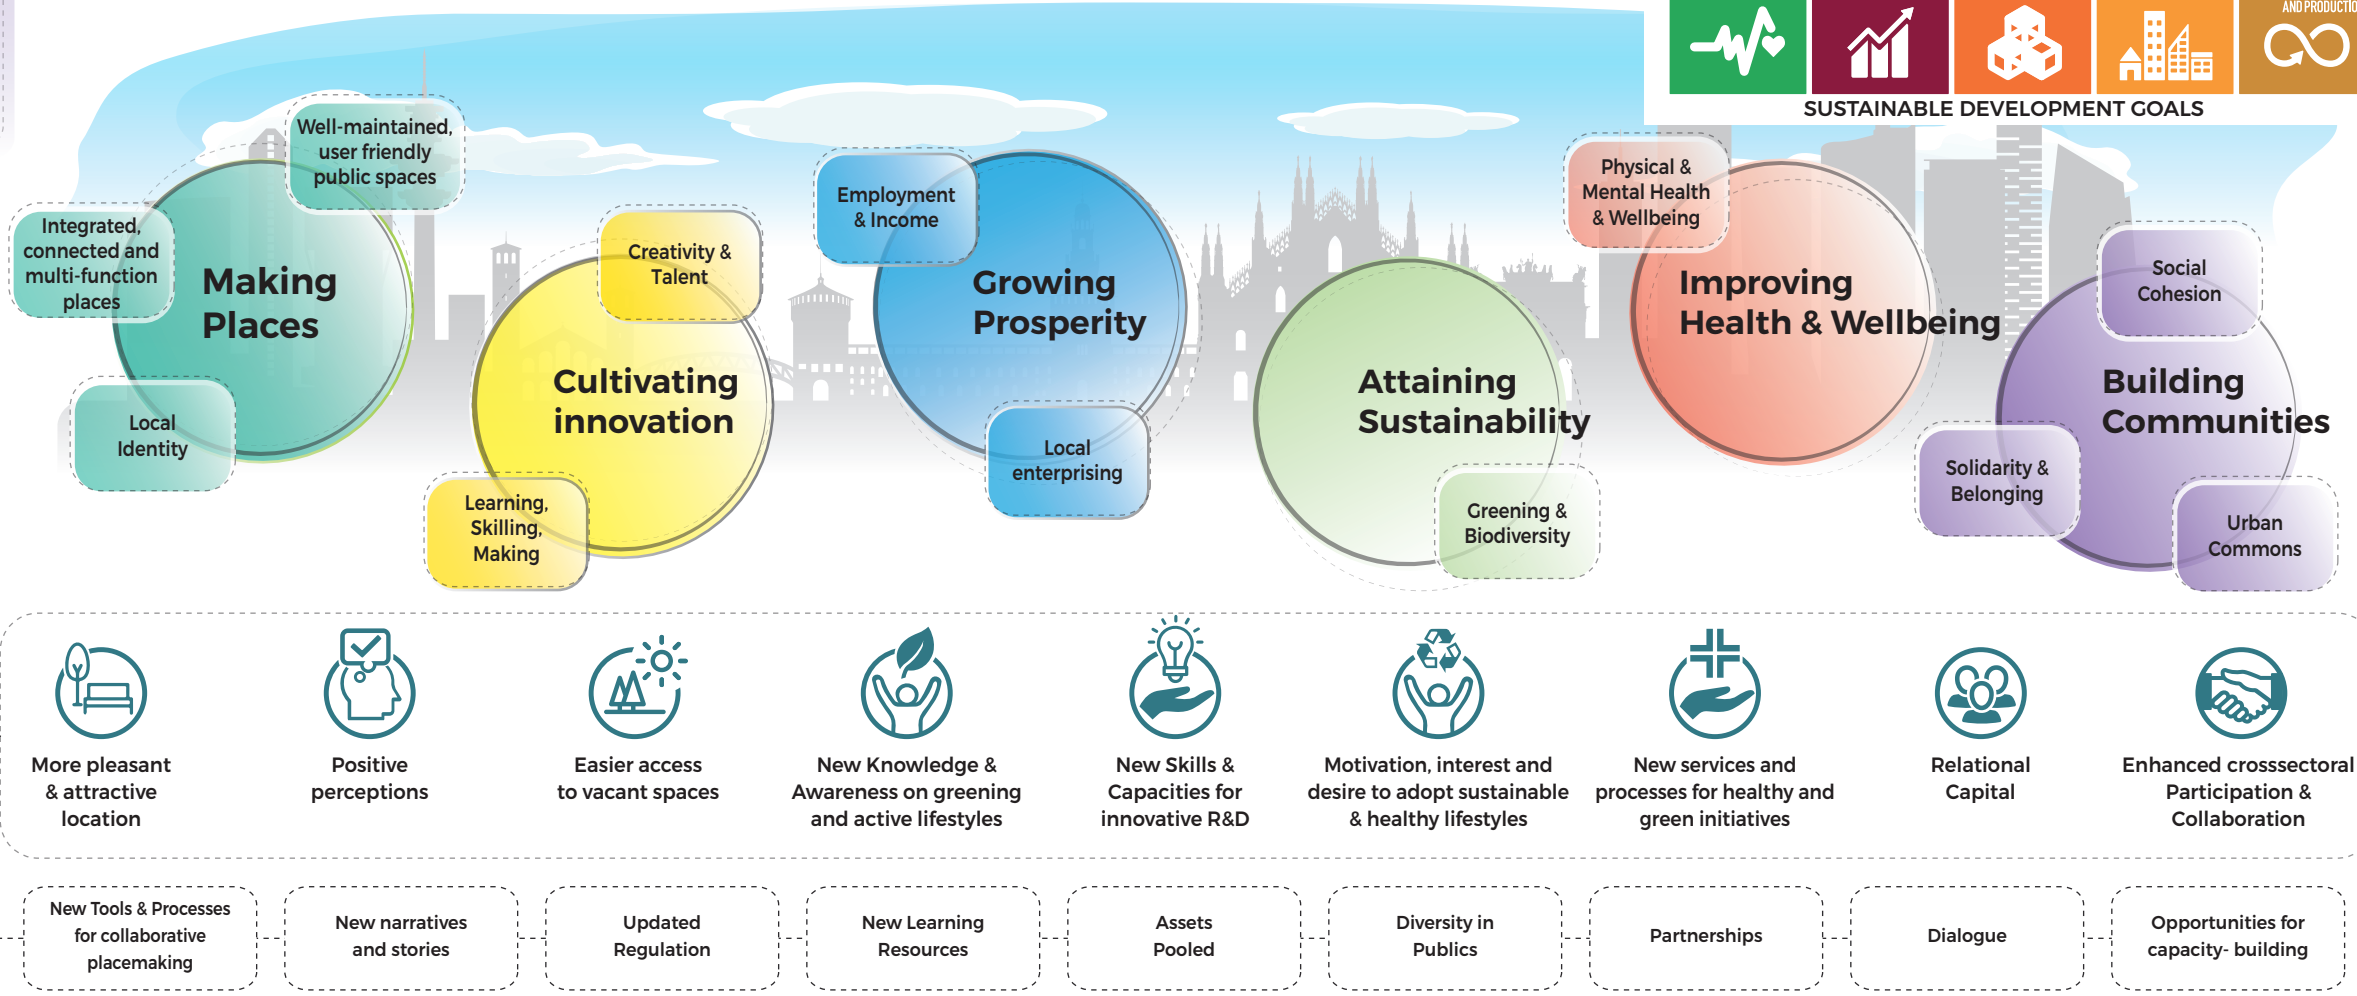 AND PRODUCTIO
SUSTAINABLE DEVELOPMENT GOALS
Well-maintained,
user friendly
public spaces
Integrated,
connected and
multi-function
places
Making
Places
Local
Identity
Creativity &
Talent
Cultivating
innovation
Learning,
Skilling,
Making
Employment
& Income
Growing
Prosperity
Local
enterprising
Attaining
Sustainability
Greening &
Biodiversity
Physical &
Mental Health
& Wellbeing
Improving
Health & Wellbeing
Social
Cohesion
Building
Communities
Solidarity &
Belonging
Urban
Commons
More pleasant
& attractive
location
Positive
perceptions
Easier access
to vacant spaces
New Knowledge &
Awareness on greening
and active lifestyles
New Skills &
Capacities for
innovative R&D
Motivation, interest and
desire to adopt sustainable
& healthy lifestyles
New services and
processes for healthy and
green initiatives
Relational
Capital
Enhanced crosssectoral
Participation &
Collaboration
New Tools & Processes
for collaborative
placemaking
New narratives
and stories
Updated
Regulation
New Learning
Resources
Assets
Pooled
Diversity in
Publics
Partnerships
Dialogue
Opportunities for
capacity- building